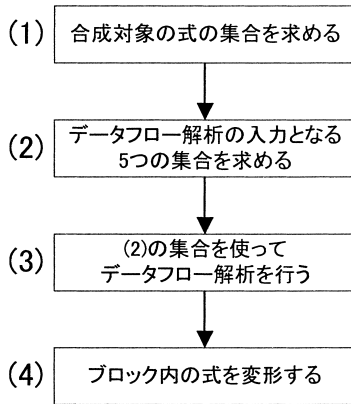 (1) 合成対象の式の集合を求める
(2) データフロー解析の入力となる
5つの集合を求める
(3) (2)の集合を使って
データフロー解析を行う
(4) ブロック内の式を変形する